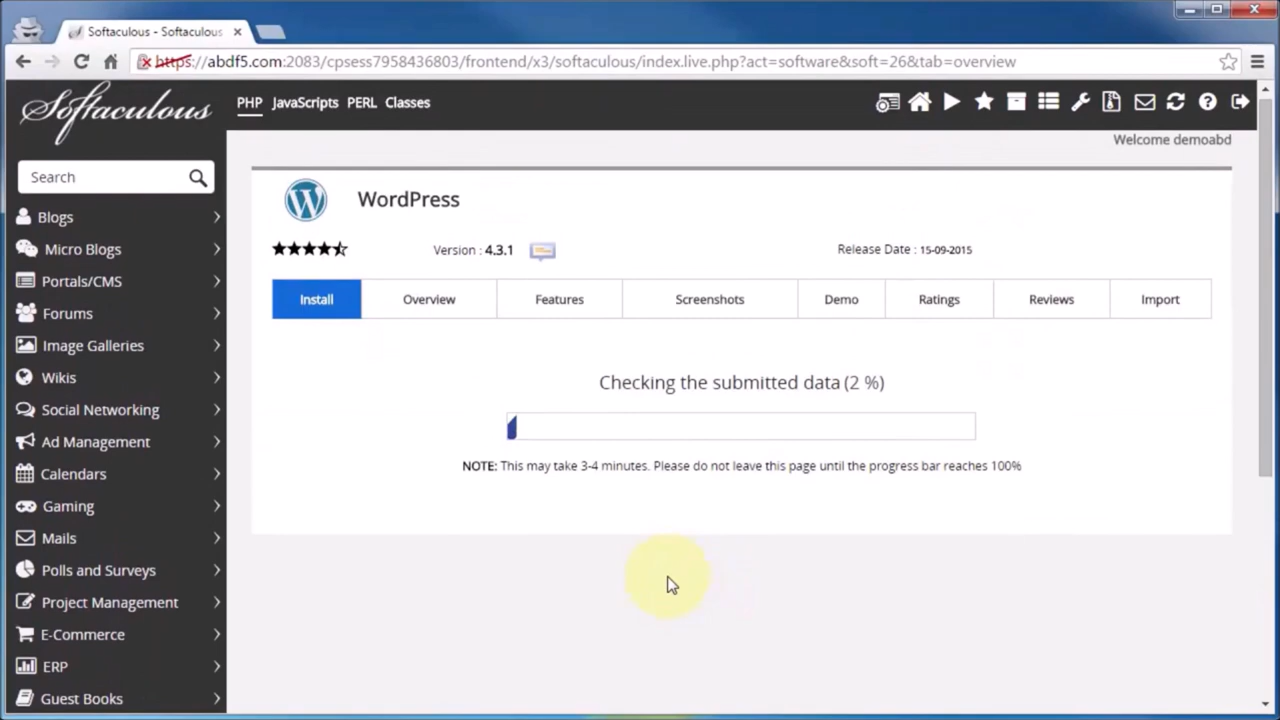 Softaculous - Softaculous
https://abdf5.com:2083/cpsess7958436803/frontend/x3/softaculous/index.live.php?act=software&soft=26&tab=overview
Softaculous
PHP JavaScripts PERL Classes
Welcome demoabd
Search
Blogs
Micro Blogs
Portals/CMS
Forums
Image Galleries
Wikis
Social Networking
Ad Management
Calendars
Gaming
Mails
Polls and Surveys
Project Management
E-Commerce
ERP
Guest Books
WordPress
Version : 4.3.1
Release Date : 15-09-2015
Install Overview Features Screenshots Demo Ratings Reviews Import
Checking the submitted data (2 %)
NOTE: This may take 3-4 minutes. Please do not leave this page until the progress bar reaches 100%